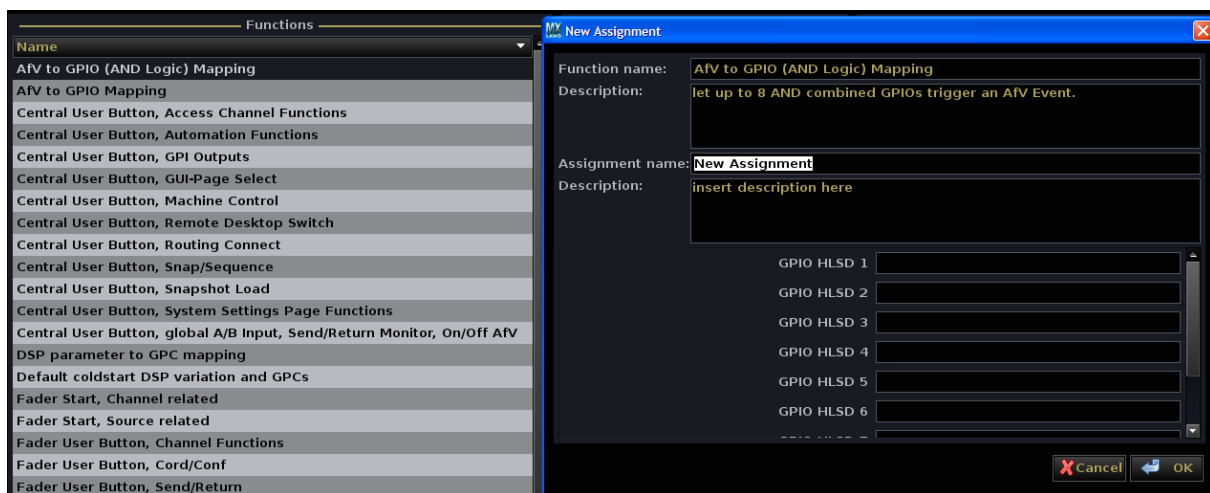 Functions
Name
AfV to GPIO (AND Logic) Mapping
AfV to GPIO Mapping
Central User Button, Access Channel Functions
Central User Button, Automation Functions
Central User Button, GPI Outputs
Central User Button, GUI-Page Select
Central User Button, Machine Control
Central User Button, Remote Desktop Switch
Central User Button, Routing Connect
Central User Button, Snap/Sequence
Central User Button, Snapshot Load
Central User Button, System Settings Page Functions
Central User Button, global A/B Input, Send/Return Monitor, On/Off AfV
DSP parameter to GPC mapping
Default coldstart DSP variation and GPCs
Fader Start, Channel related
Fader Start, Source related
Fader User Button, Channel Functions
Fader User Button, Cord/Conf
Fader User Button, Send/Return
MX LAWO New Assignment
Function name: AfV to GPIO (AND Logic) Mapping
Description: let up to 8 AND combined GPIOs trigger an AfV Event.
Assignment name: New Assignment
Description: insert description here
GPIO HLSD 1
GPIO HLSD 2
GPIO HLSD 3
GPIO HLSD 4
GPIO HLSD 5
GPIO HLSD 6
Cancel OK